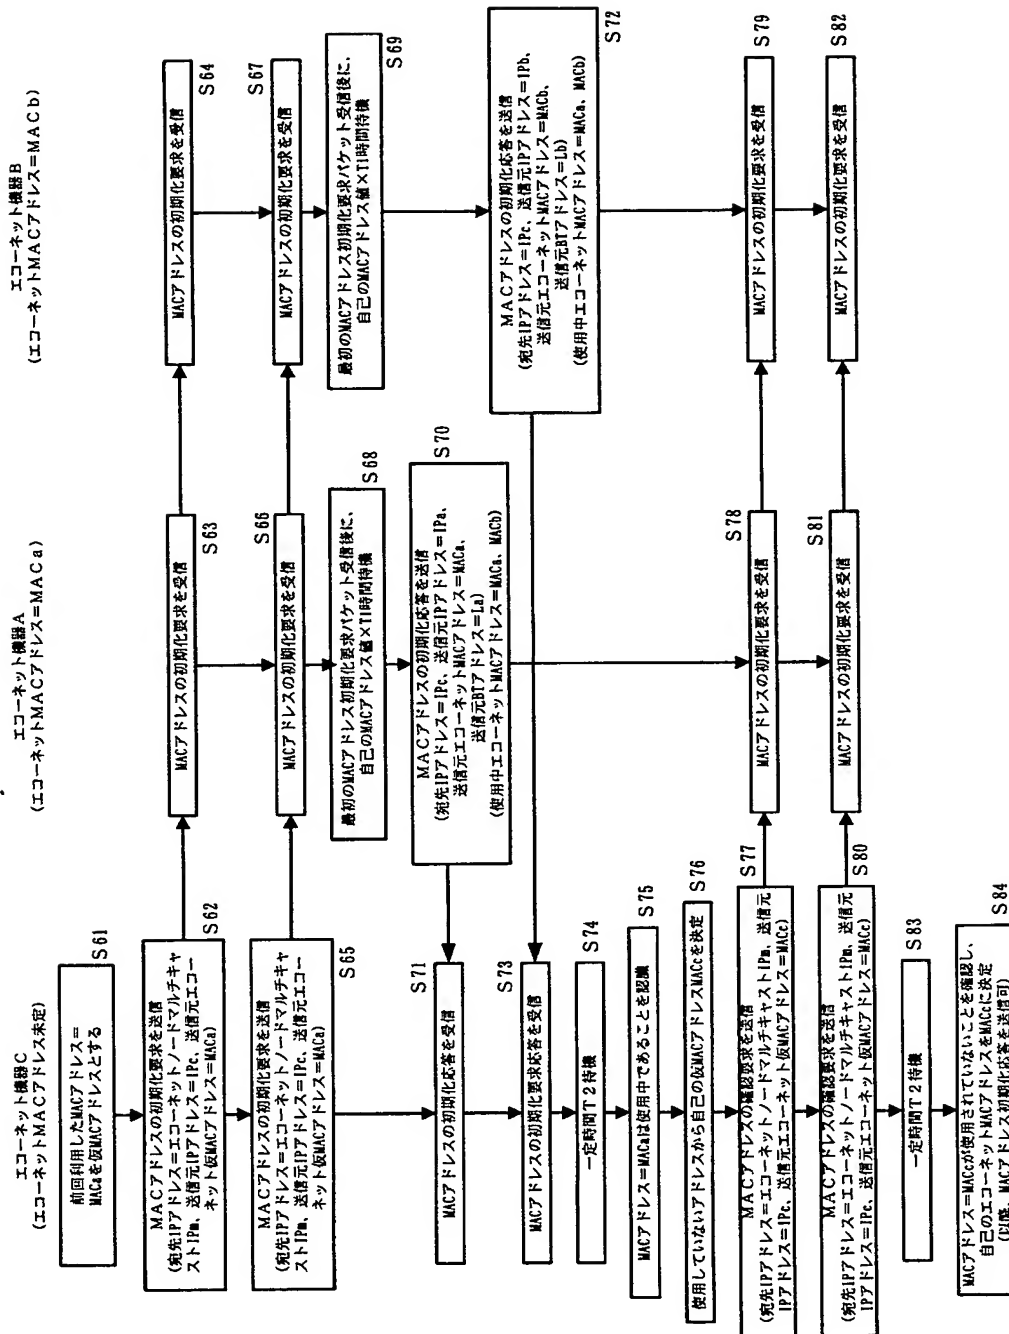 エコーネット機器C
(エコーネットMACアドレス未定)
前回利用したMACアドレス=
MACaを仮MACアドレスとする
S61
MACアドレスの初期化要求を送信
(宛先IPアドレス=エコーネットノードマルチキャ
ストIPm、送信元IPアドレス=IPc、送信元エコー
ネット仮MACアドレス=MACa)
S62
MACアドレスの初期化要求を送信
(宛先IPアドレス=エコーネットノードマルチキャ
ストIPm、送信元IPアドレス=IPc、送信元エコー
ネット仮MACアドレス=MACa)
S65
MACアドレスの初期化応答を受信
S71
MACアドレスの初期化要求応答を受信
S73
一定時間T2待機
S74
MACアドレス=MACaは使用中であることを認識
S75
使用していないアドレスから自己の仮MACアドレスMACcを決定
S76
MACアドレスの確認要求を送信
(宛先IPアドレス=エコーネットノードマルチキャストIPm、送信元
IPアドレス=IPc、送信元エコーネット仮MACアドレス=MACc)
S77
MACアドレスの確認要求を送信
(宛先IPアドレス=エコーネットノードマルチキャストIPm、送信元
IPアドレス=IPc、送信元エコーネット仮MACアドレス=MACc)
S80
一定時間T2待機
S83
MACアドレス=MACcが使用されていないことを確認し、
自己のエコーネットMACアドレスをMACcに決定
(以降、MACアドレス初期化応答を送信可)
S84
エコーネット機器A
(エコーネットMACアドレス=MACa)
MACアドレスの初期化要求を受信
S63
MACアドレスの初期化要求を受信
S66
最初のMACアドレス初期化要求パケット受信後に、
自己のMACアドレス値×T1時間待機
S68
MACアドレスの初期化応答を送信
(宛先IPアドレス=IPc、送信元IPアドレス=IPa、
送信元エコーネットMACアドレス=MACa、
送信元BTアドレス=La)
(使用中エコーネットMACアドレス=MACa、MACb)
S70
MACアドレスの初期化要求を受信
S78
MACアドレスの初期化要求を受信
S81
エコーネット機器B
(エコーネットMACアドレス=MACb)
MACアドレスの初期化要求を受信
S64
MACアドレスの初期化要求を受信
S67
最初のMACアドレス初期化要求パケット受信後に、
自己のMACアドレス値×T1時間待機
S69
MACアドレスの初期化応答を送信
(宛先IPアドレス=IPc、送信元IPアドレス=IPb、
送信元エコーネットMACアドレス=MACb、
送信元BTアドレス=Lb)
(使用中エコーネットMACアドレス=MACa、MACb)
S72
MACアドレスの初期化要求を受信
S79
MACアドレスの初期化要求を受信
S82